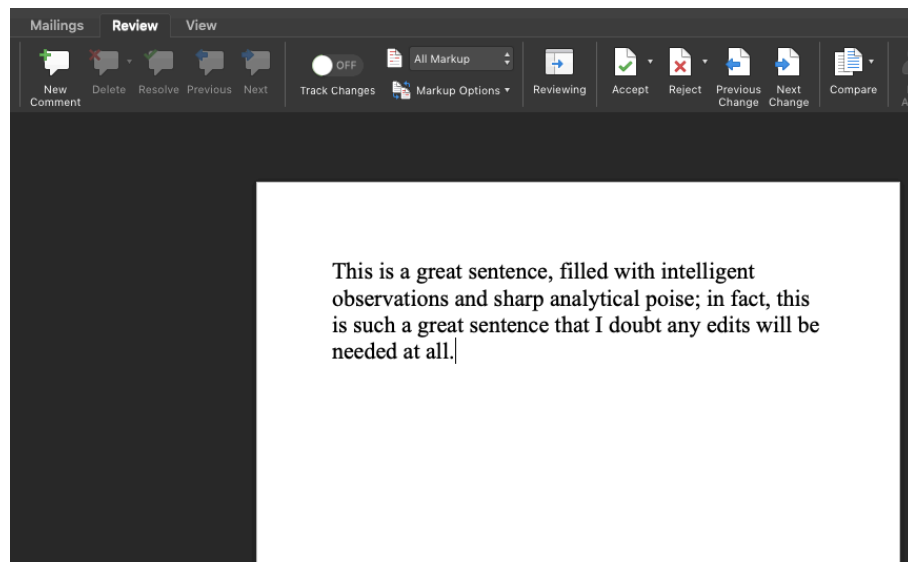 Mailings Review View
New Comment
Delete Resolve Previous Next
OFF
Track Changes
All Markup
Markup Options
Reviewing
Accept Reject
Previous Change
Next Change
Compare
This is a great sentence, filled with intelligent
observations and sharp analytical poise; in fact, this
is such a great sentence that I doubt any edits will be
needed at all.